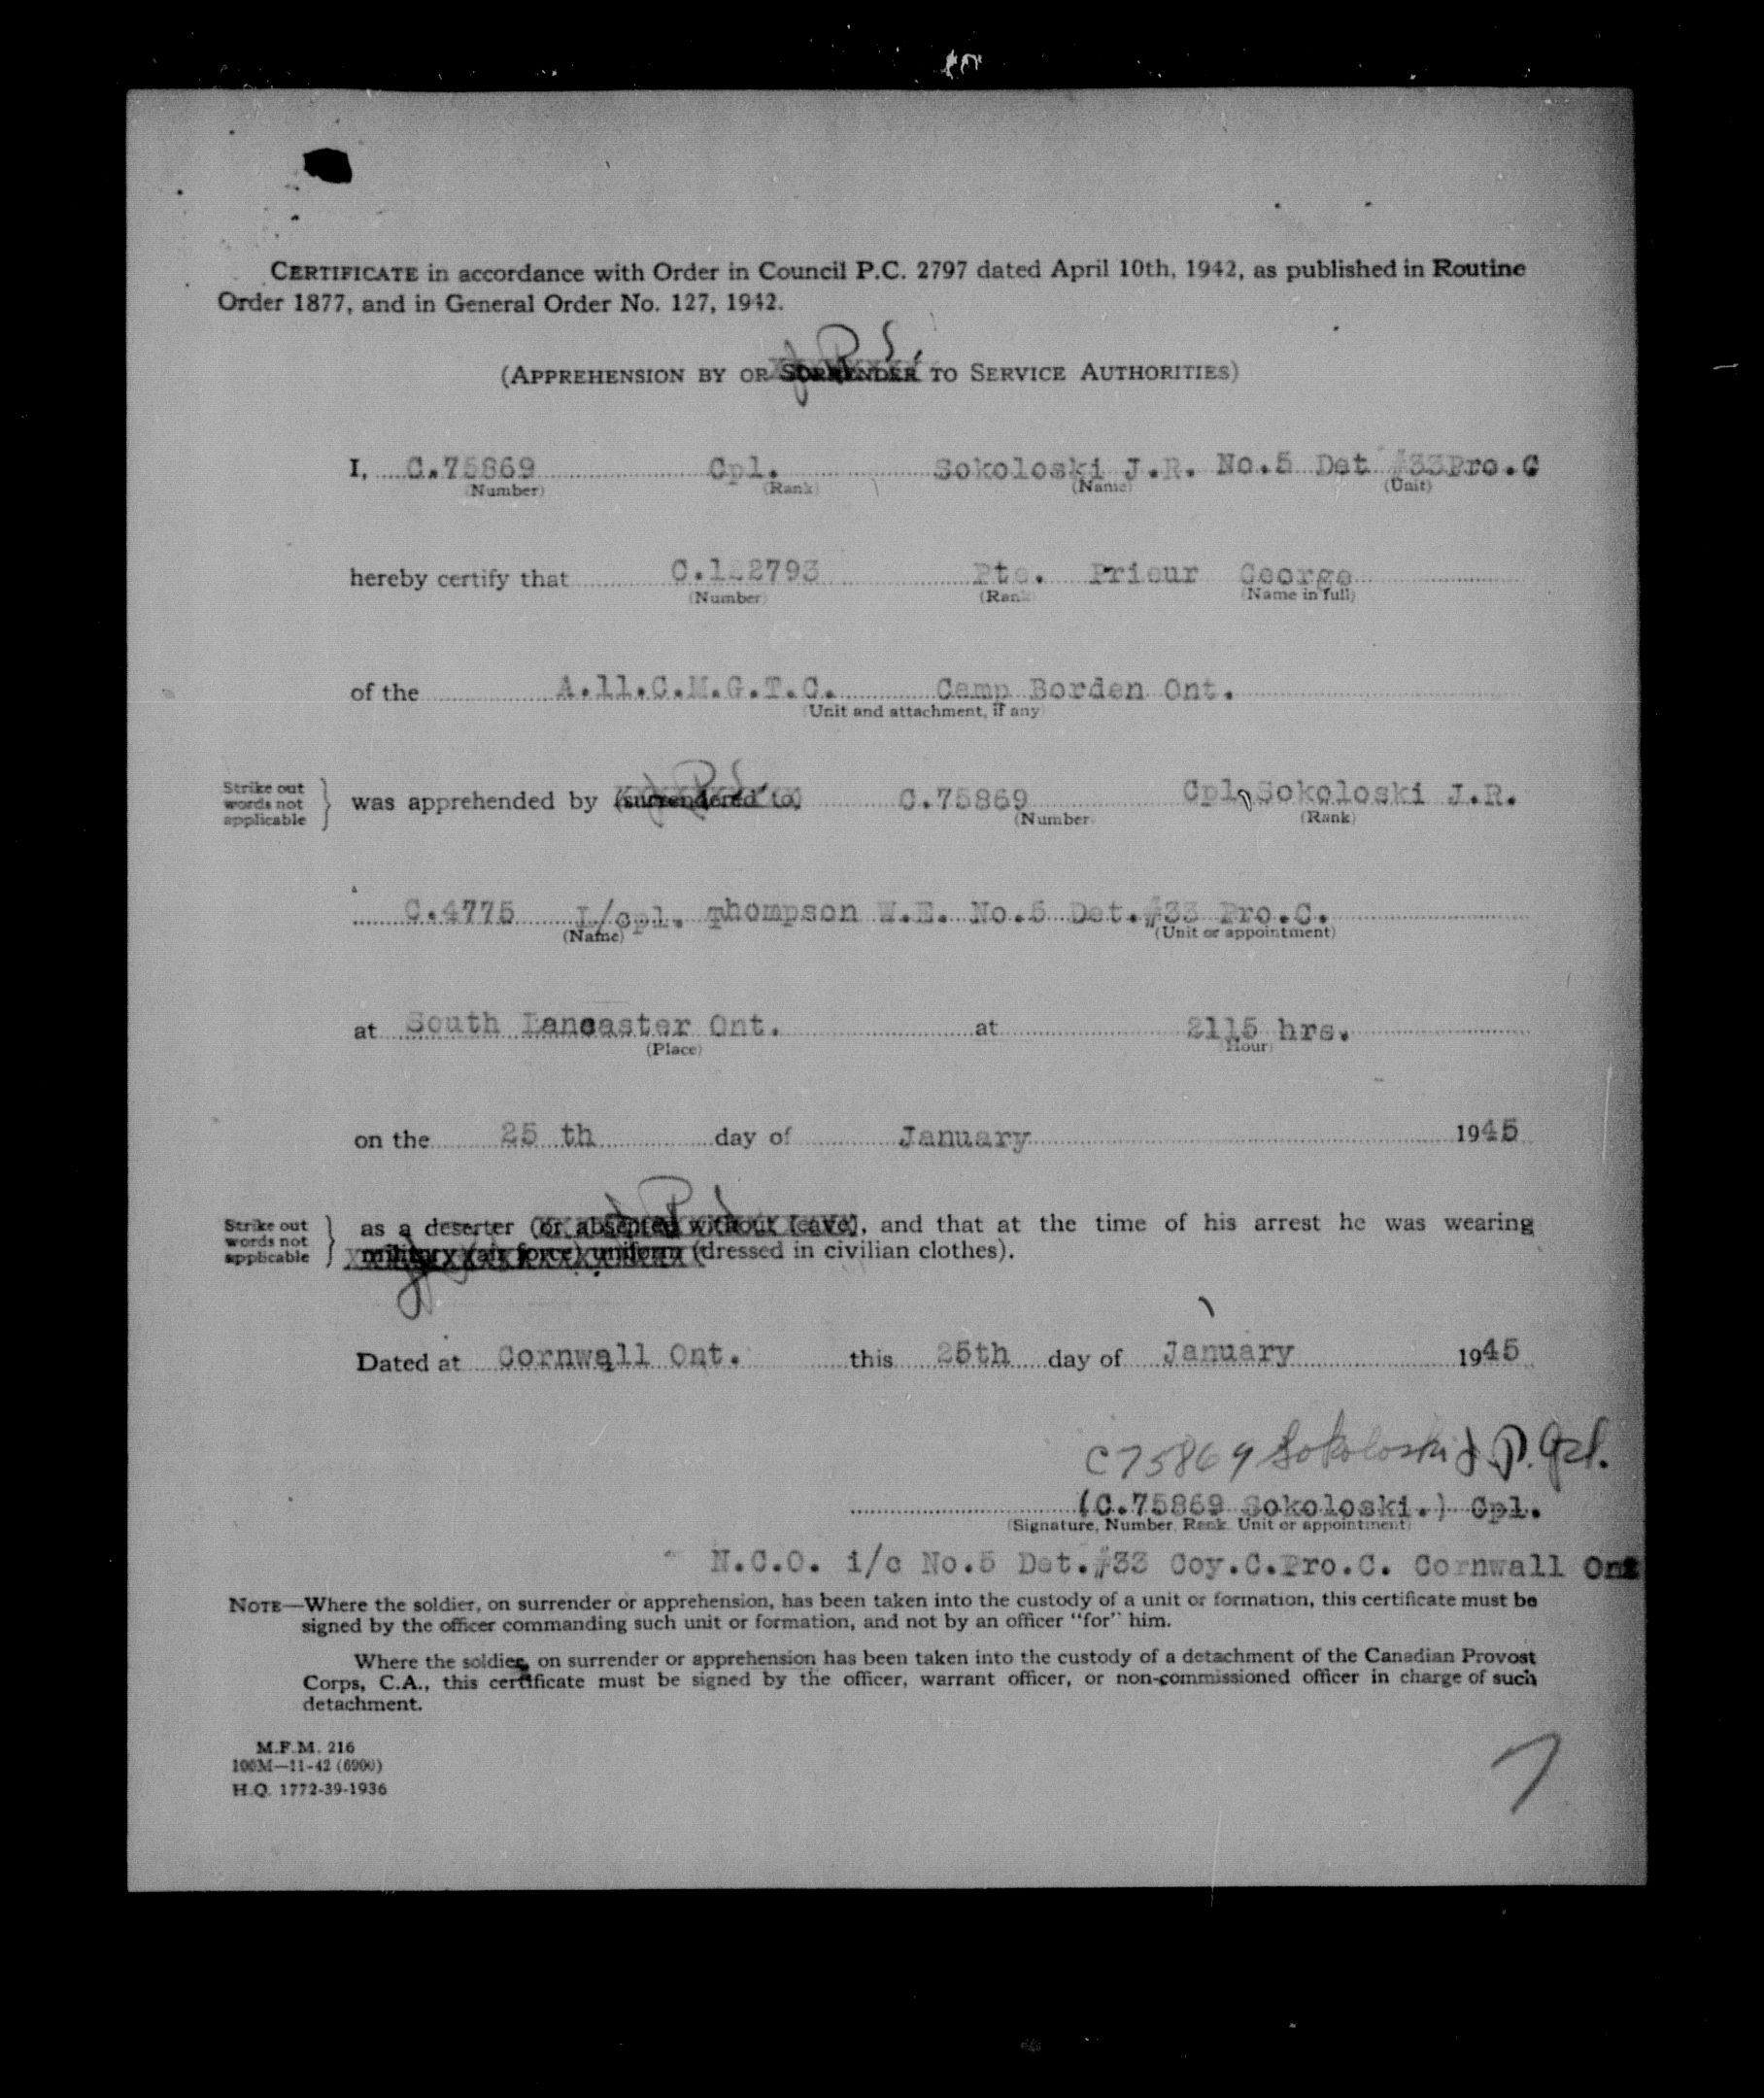 CERTIFICATE in accordance with Order in Council P.C. 2797 dated April 10th, 1942, as published in Routine
Order 1877, and in General Order No. 127, 1942.
(APPREHENSION BY OR SURRENDER TO SERVICE AUTHORITIES)
I, C.75869 Cpl. Sokoloski J.R. No.5 Det #33Pro.C
(Number) (Rank) (Name) (Unit)
hereby certify that C.122793 Pte. Prieur George
(Number) (Rank) (Name in full)
of the A.11.C.M.G.T.C. Camp Borden Ont.
(Unit and attachment, if any)
Strike out
words not
applicable
was apprehended by (surrendered to) C.75869 Cpl, Sokoloski J.R.
(Number) (Rank)
C.4775 L/cpl. Thompson W.E. No.5 Det.#33 Pro.C.
(Name) (Unit or appointment)
at South Lancaster Ont. at 2115 hrs.
(Place) (Hour)
on the 25 th day of January 1945
Strike out
words not
applicable
as a deserter (or absented without leave), and that at the time of his arrest he was wearing
military (air force) uniform (dressed in civilian clothes).
Dated at Cornwall Ont. this 25th day of January 1945
C75869 Sokoloski J.R. Cpl.
(C.75869 Sokoloski.) Cpl.
(Signature, Number, Rank, Unit or appointment)
N.C.O. i/c No.5 Det.#33 Coy.C.Pro.C. Cornwall Ont
NOTE—Where the soldier, on surrender or apprehension, has been taken into the custody of a unit or formation, this certificate must be
signed by the officer commanding such unit or formation, and not by an officer "for" him.
Where the soldier, on surrender or apprehension has been taken into the custody of a detachment of the Canadian Provost
Corps, C.A., this certificate must be signed by the officer, warrant officer, or non-commissioned officer in charge of such
detachment.
M.F.M. 216
100M—11-42 (6900)
H.Q. 1772-39-1936
7